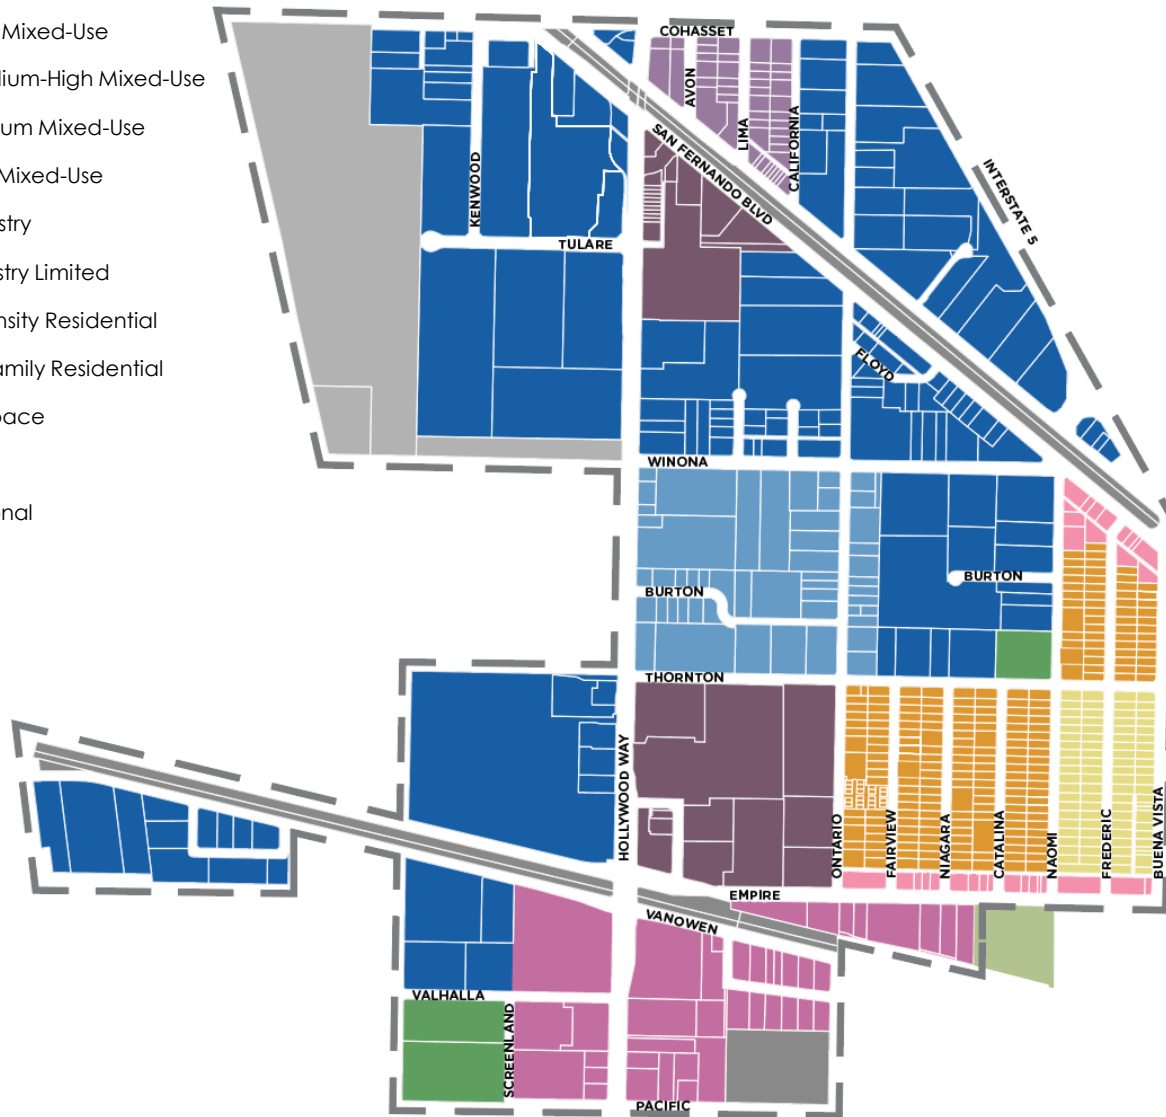 Mixed-Use
COHASSET
dium-High Mixed-Use
AVON
um Mixed-Use
LIMA
CALIFORNIA
SAN FERNANDO BLVD
Mixed-Use
KENWOOD
INTERSTATE 5
stry
TULARE
stry Limited
nsity Residential
FLOYD
amily Residential
pace
WINONA
nal
BURTON
BURTON
THORNTON
HOLLYWOOD WAY
ONTARIO
FAIRVIEW
NIAGARA
CATALINA
NAOMI
FREDERIC
BUENA VISTA
EMPIRE
VANOWEN
VALHALLA
SCREENLAND
PACIFIC